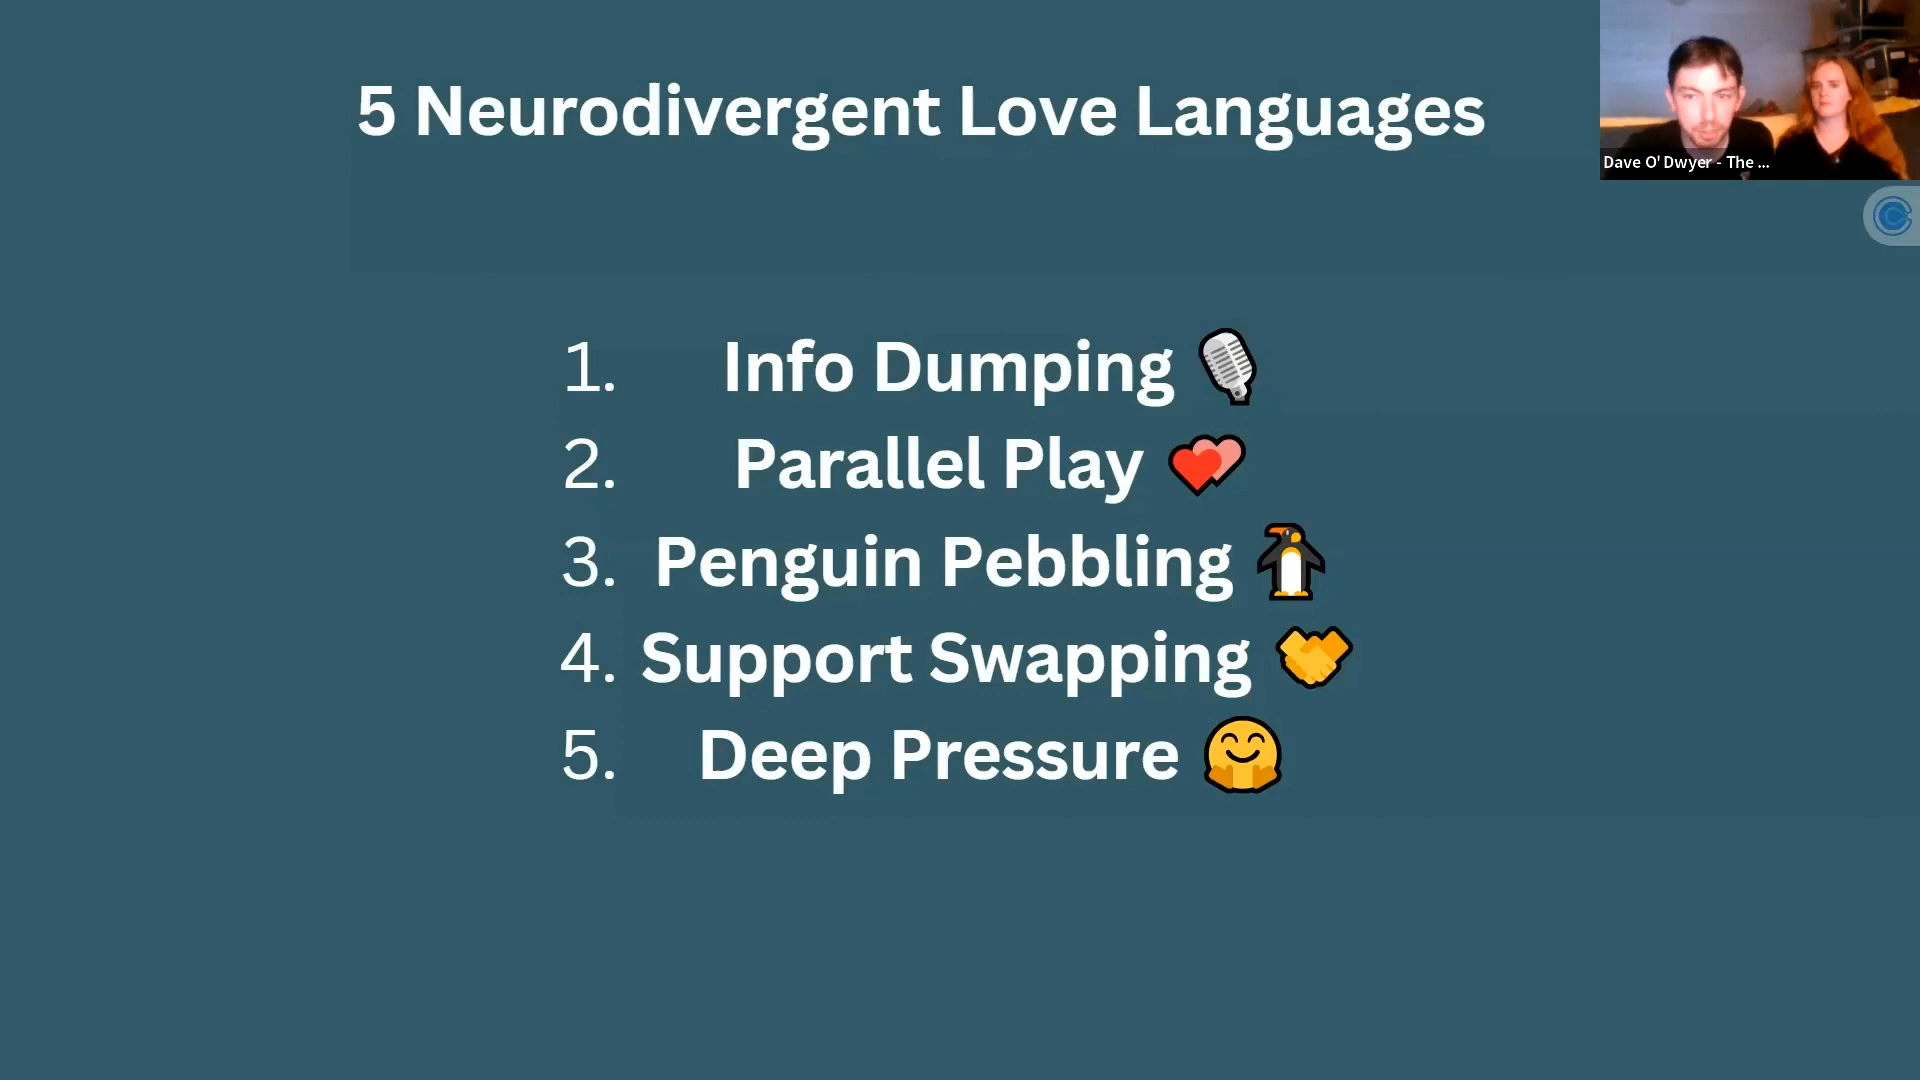 5 Neurodivergent Love Languages
Dave O'Dwyer - The ...
1. Info Dumping 🎙️
2. Parallel Play 💕
3. Penguin Pebbling 🐧
4. Support Swapping 🤝
5. Deep Pressure 🤗